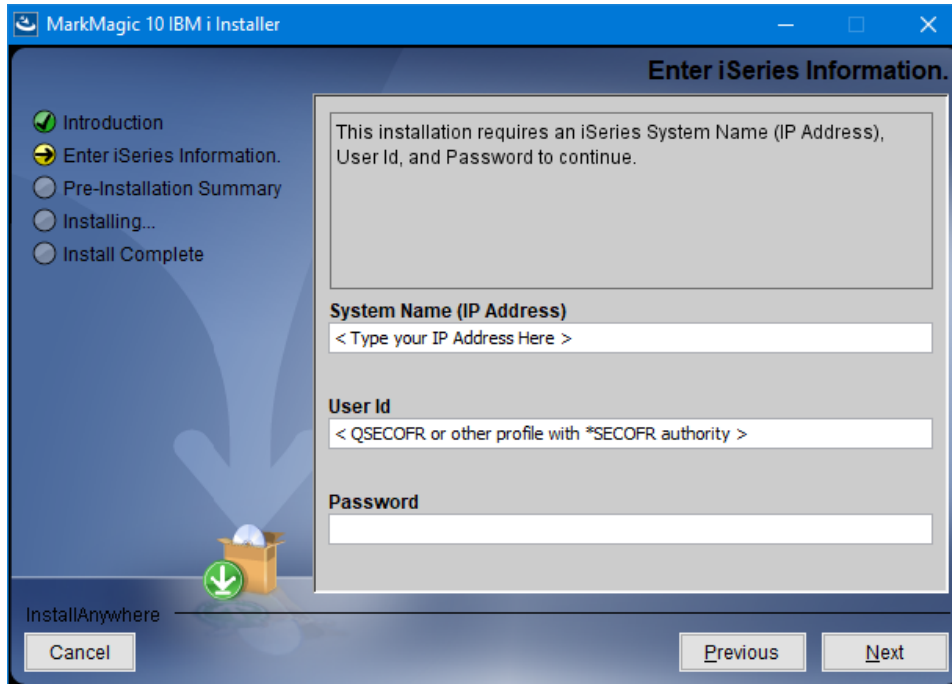 MarkMagic 10 IBM i Installer
Enter iSeries Information.
Introduction
Enter iSeries Information.
Pre-Installation Summary
Installing...
Install Complete
This installation requires an iSeries System Name (IP Address),
User Id, and Password to continue.
System Name (IP Address)
< Type your IP Address Here >
User Id
< QSECOFR or other profile with *SECOFR authority >
Password
InstallAnywhere
Cancel
Previous
Next